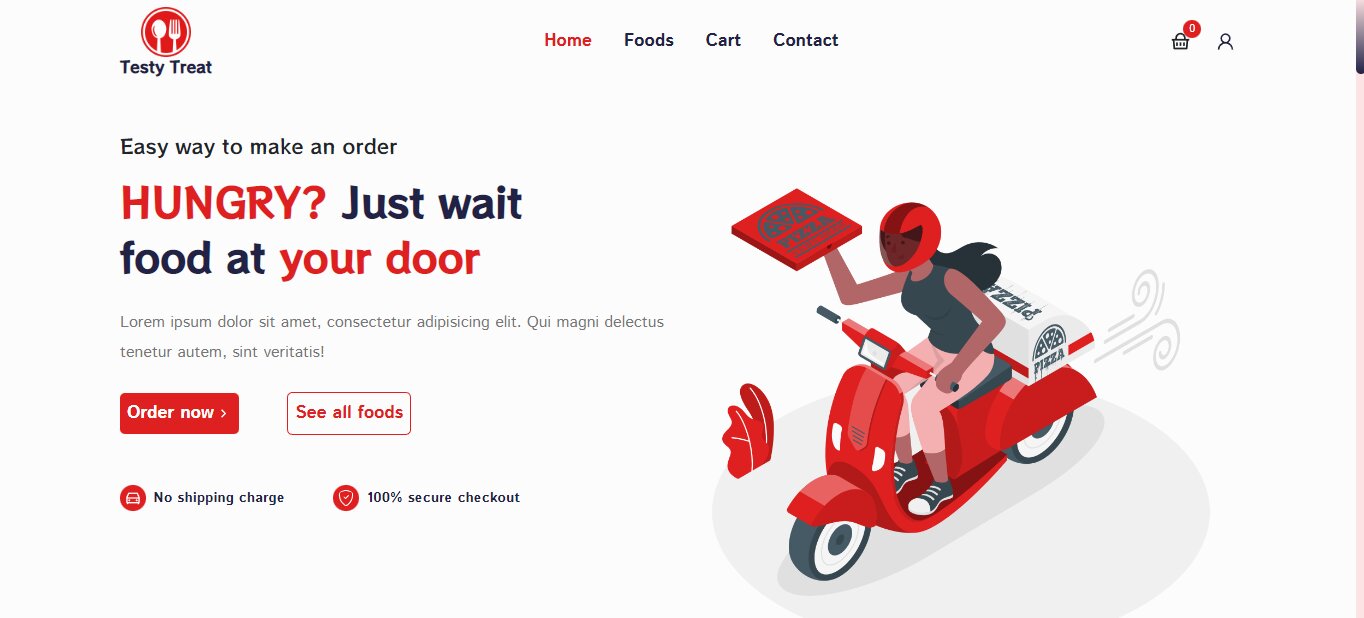 Testy Treat
Home Foods Cart Contact
0
Easy way to make an order
HUNGRY? Just wait
food at your door
Lorem ipsum dolor sit amet, consectetur adipisicing elit. Qui magni delectus
tenetur autem, sint veritatis!
Order now ›
See all foods
No shipping charge
100% secure checkout
PIZZA
PIZZA
PIZZA